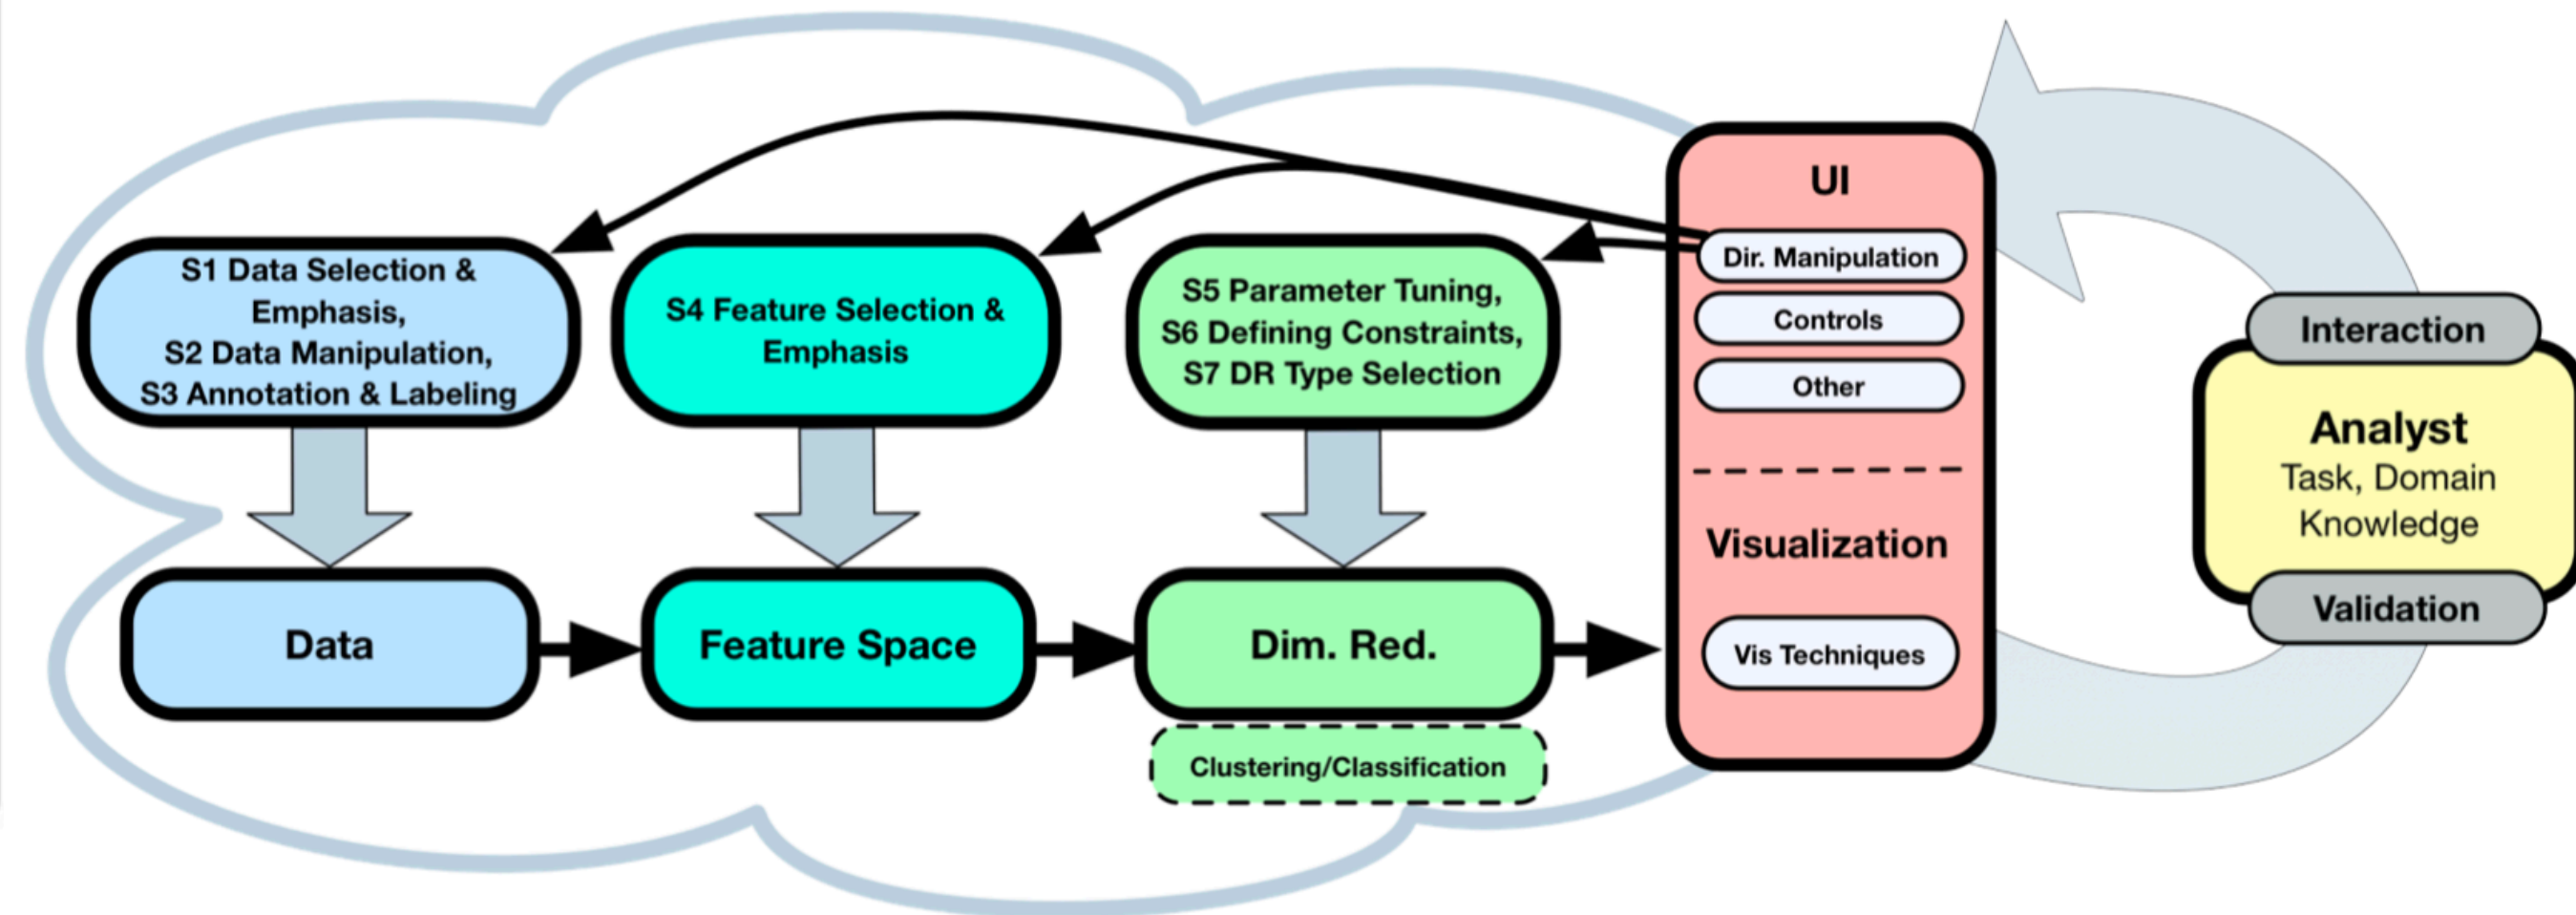 S1 Data Selection &
Emphasis,
S2 Data Manipulation,
S3 Annotation & Labeling
S4 Feature Selection &
Emphasis
S5 Parameter Tuning,
S6 Defining Constraints,
S7 DR Type Selection
Data
Feature Space
Dim. Red.
Clustering/Classification
UI
Dir. Manipulation
Controls
Other
Visualization
Vis Techniques
Interaction
Analyst
Task, Domain
Knowledge
Validation